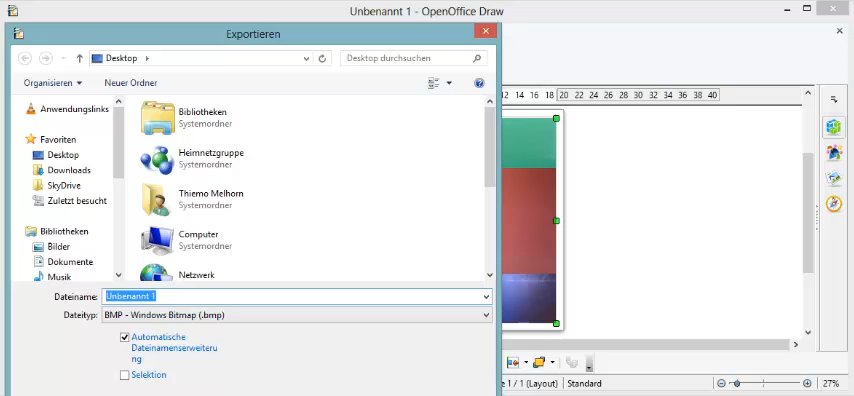 Unbenannt 1 - OpenOffice Draw
Exportieren
Desktop
Desktop durchsuchen
Organisieren
Neuer Ordner
Anwendungslinks
Favoriten
Desktop
Downloads
SkyDrive
Zuletzt besucht
Bibliotheken
Bilder
Dokumente
Musik
Bibliotheken
Systemordner
Heimnetzgruppe
Systemordner
Thiemo Melhorn
Systemordner
Computer
Systemordner
Netzwerk
Dateiname: Unbenannt 1
Dateityp: BMP - Windows Bitmap (.bmp)
Automatische
Dateinamenserweiteru
ng
Selektion
12 14 16 18 20 22 24 26 28 30 32 34 36 38 40
e 1 / 1 (Layout) Standard 27%